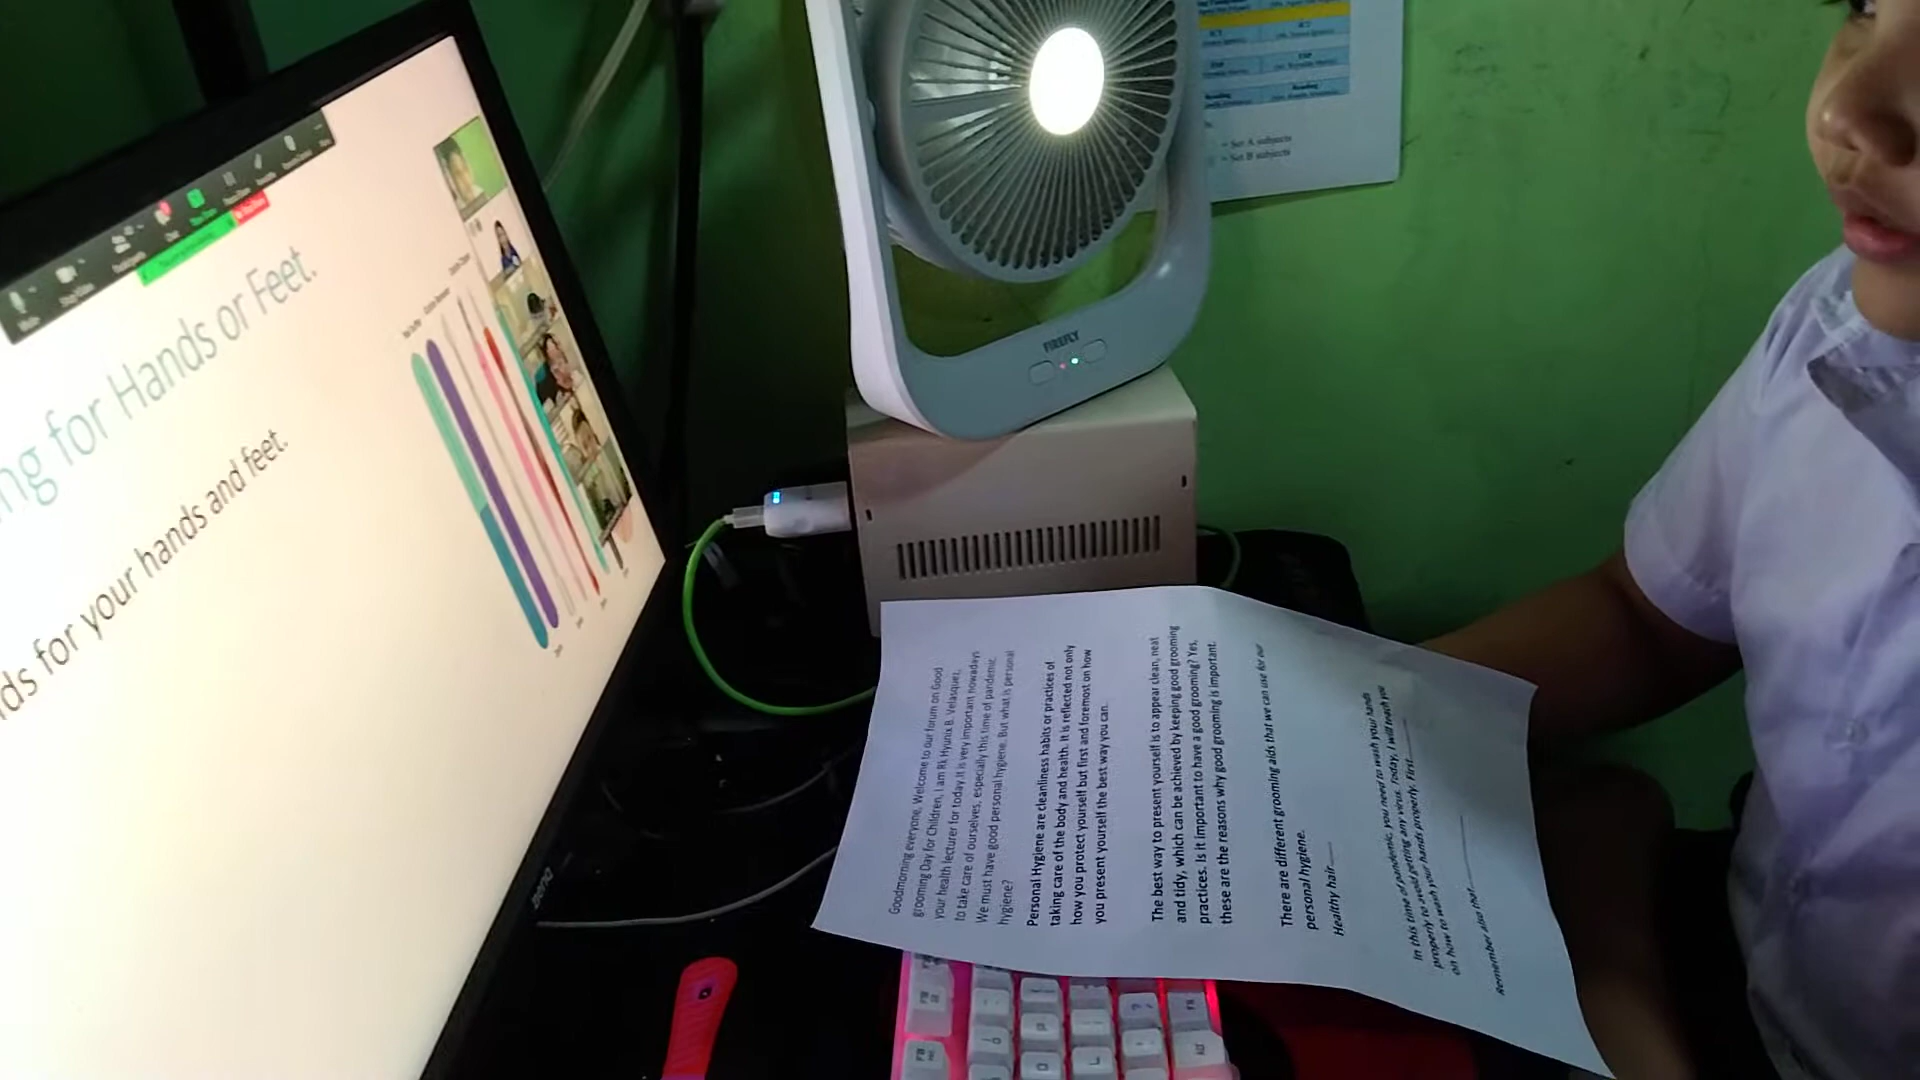 ng for Hands or Feet.
ds for your hands and feet.
FIREFLY
= Set A subjects
= Set B subjects
Goodmorning everyone. Welcome to our forum on Good
grooming Day for Children. I am Rk Hyunix B. Velasquez,
your health lecturer for today. It is very important nowadays
to take care of ourselves, especially this time of pandemic.
We must have good personal hygiene. But what is personal
hygiene?
Personal Hygiene are cleanliness habits or practices of
taking care of the body and health. It is reflected not only
how you protect yourself but first and foremost on how
you present yourself the best way you can.
The best way to present yourself is to appear clean, neat
and tidy, which can be achieved by keeping good grooming
practices. Is it important to have a good grooming? Yes,
these are the reasons why good grooming is important.
There are different grooming aids that we can use for our
personal hygiene.
Healthy hair.....
In this time of pandemic, you need to wash your hands
properly to avoid getting any virus. Today, I will teach you
on how to wash your hands properly. First..........
Remember also that..........